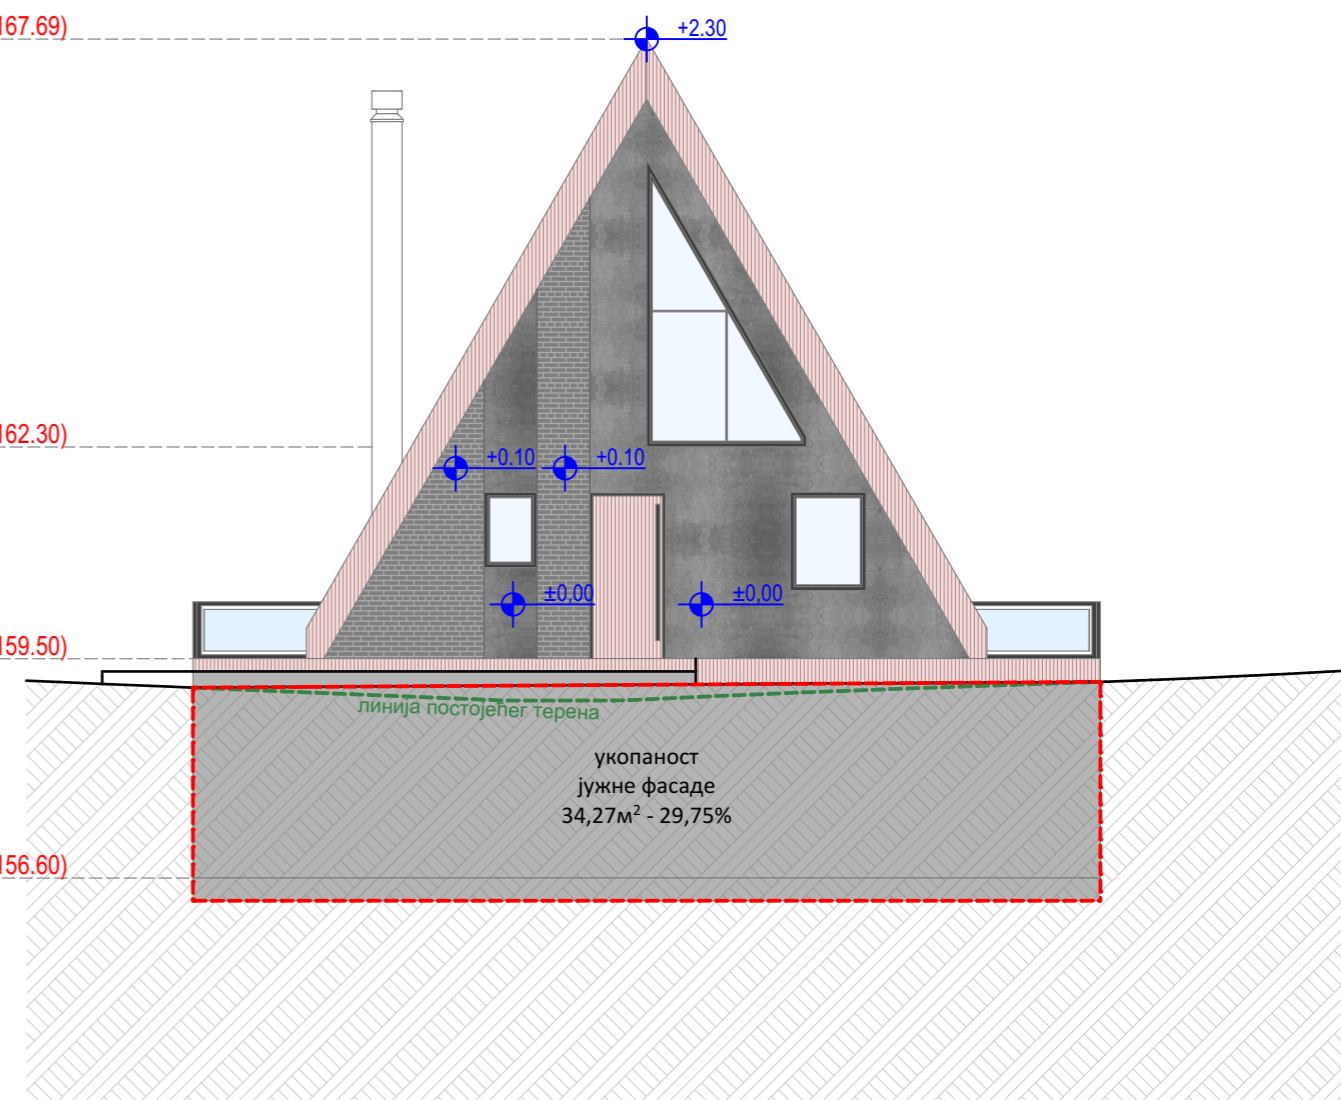 167.69)
+2.30
162.30)
+0.10
+0.10
±0,00
±0,00
159.50)
линија постојећег терена
укопаност
јужне фасаде
34,27м² - 29,75%
156.60)